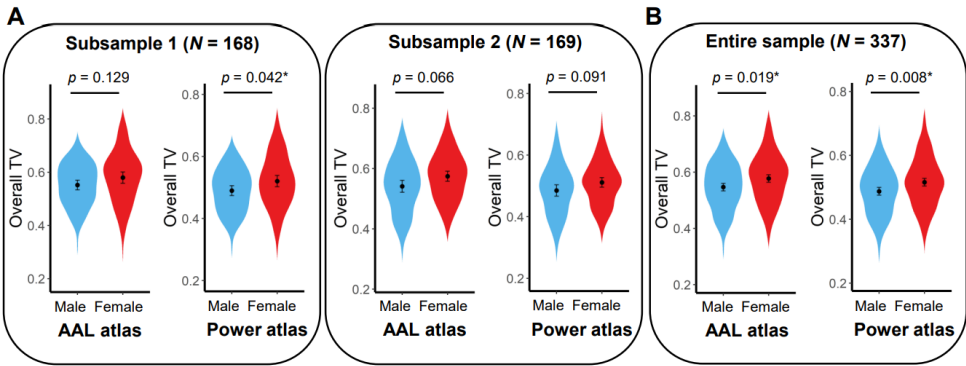 A
B
Subsample 1 (N = 168)
Subsample 2 (N = 169)
Entire sample (N = 337)
p = 0.129
p = 0.042*
p = 0.066
p = 0.091
p = 0.019*
p = 0.008*
Overall TV
0.8
0.6
0.4
0.2
Male Female
AAL atlas
Overall TV
0.8
0.6
0.4
0.2
Male Female
Power atlas
Overall TV
0.8
0.6
0.4
0.2
Male Female
AAL atlas
Overall TV
0.8
0.6
0.4
0.2
Male Female
Power atlas
Overall TV
0.8
0.6
0.4
0.2
Male Female
AAL atlas
Overall TV
0.8
0.6
0.4
0.2
Male Female
Power atlas